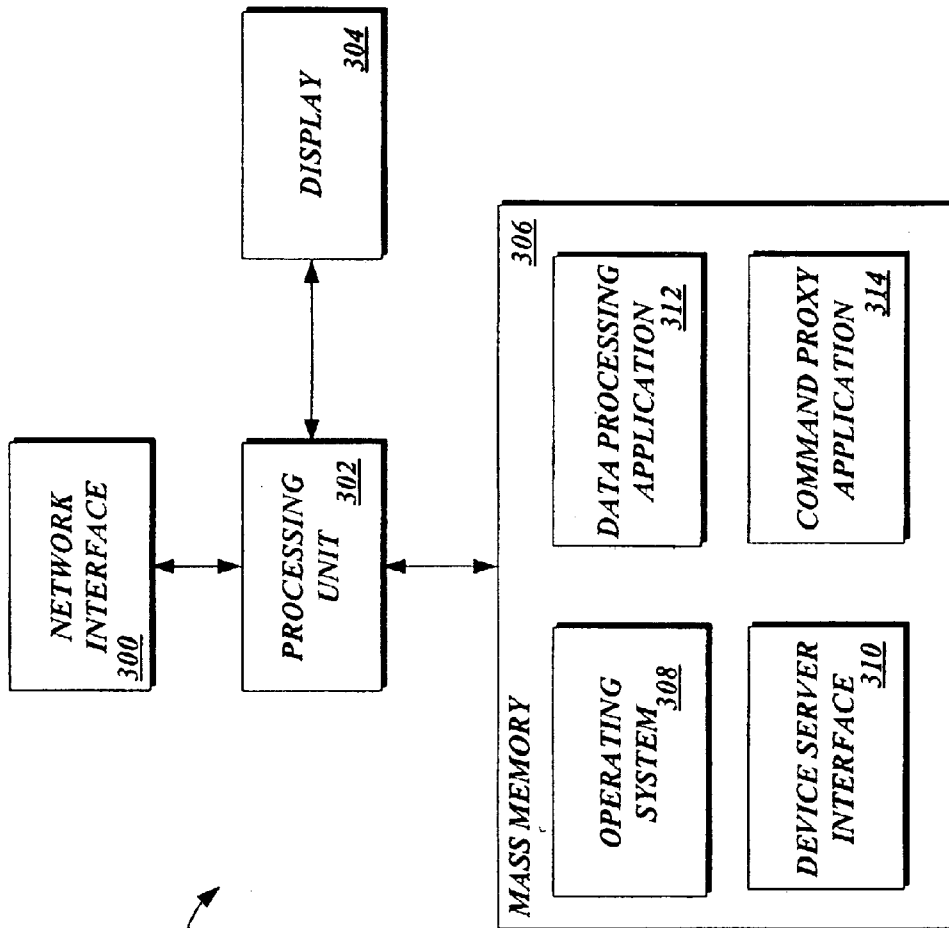 NETWORK
INTERFACE
300
PROCESSING
UNIT
302
DISPLAY
304
MASS MEMORY
306
OPERATING
SYSTEM
308
DATA PROCESSING
APPLICATION
312
DEVICE SERVER
INTERFACE
310
COMMAND PROXY
APPLICATION
314